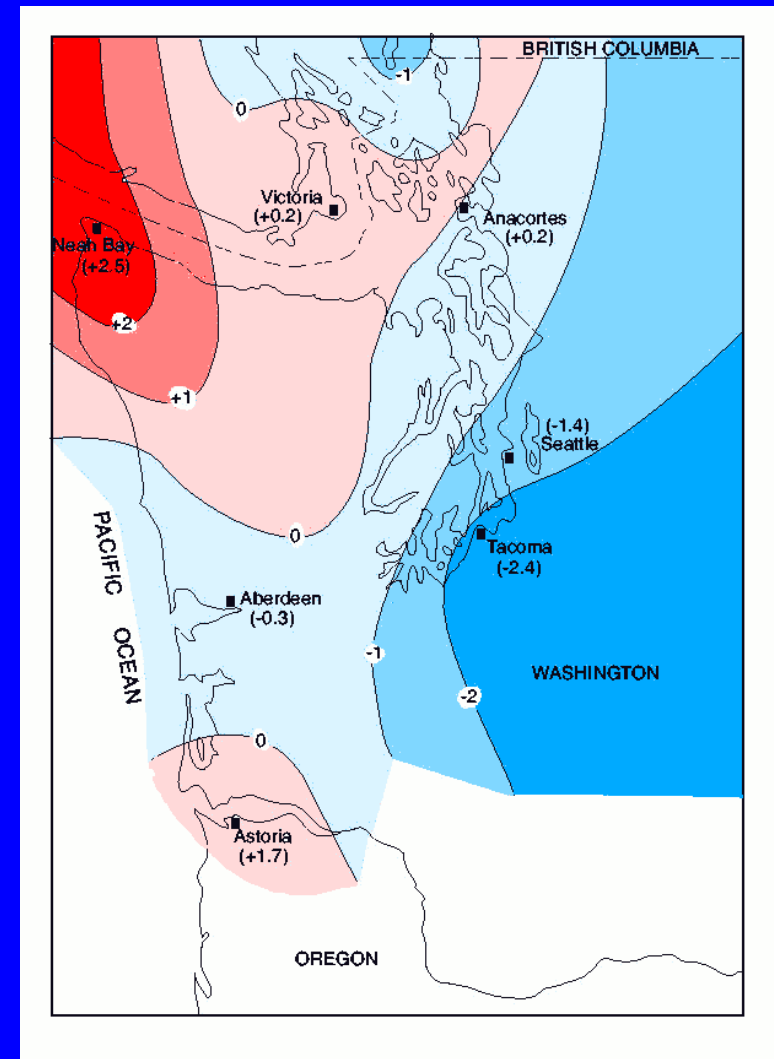 BRITISH COLUMBIA
-1
0
Victoria
(+0.2)
Anacortes
(+0.2)
Neah Bay
(+2.5)
+2
+1
(-1.4)
Seattle
0
PACIFIC OCEAN
Tacoma
(-2.4)
Aberdeen
(-0.3)
-1
WASHINGTON
-2
0
Astoria
(+1.7)
OREGON